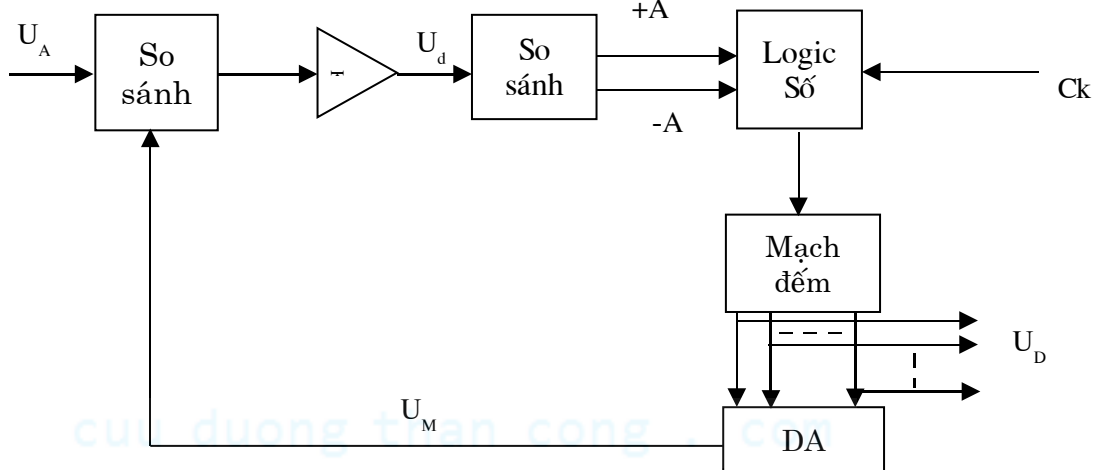 +A
U_A
So
sánh
U_d
So
sánh
Logic
Số
Ck
-A
Mạch
đếm
U_D
U_M
cuu duong than cong . com
DA